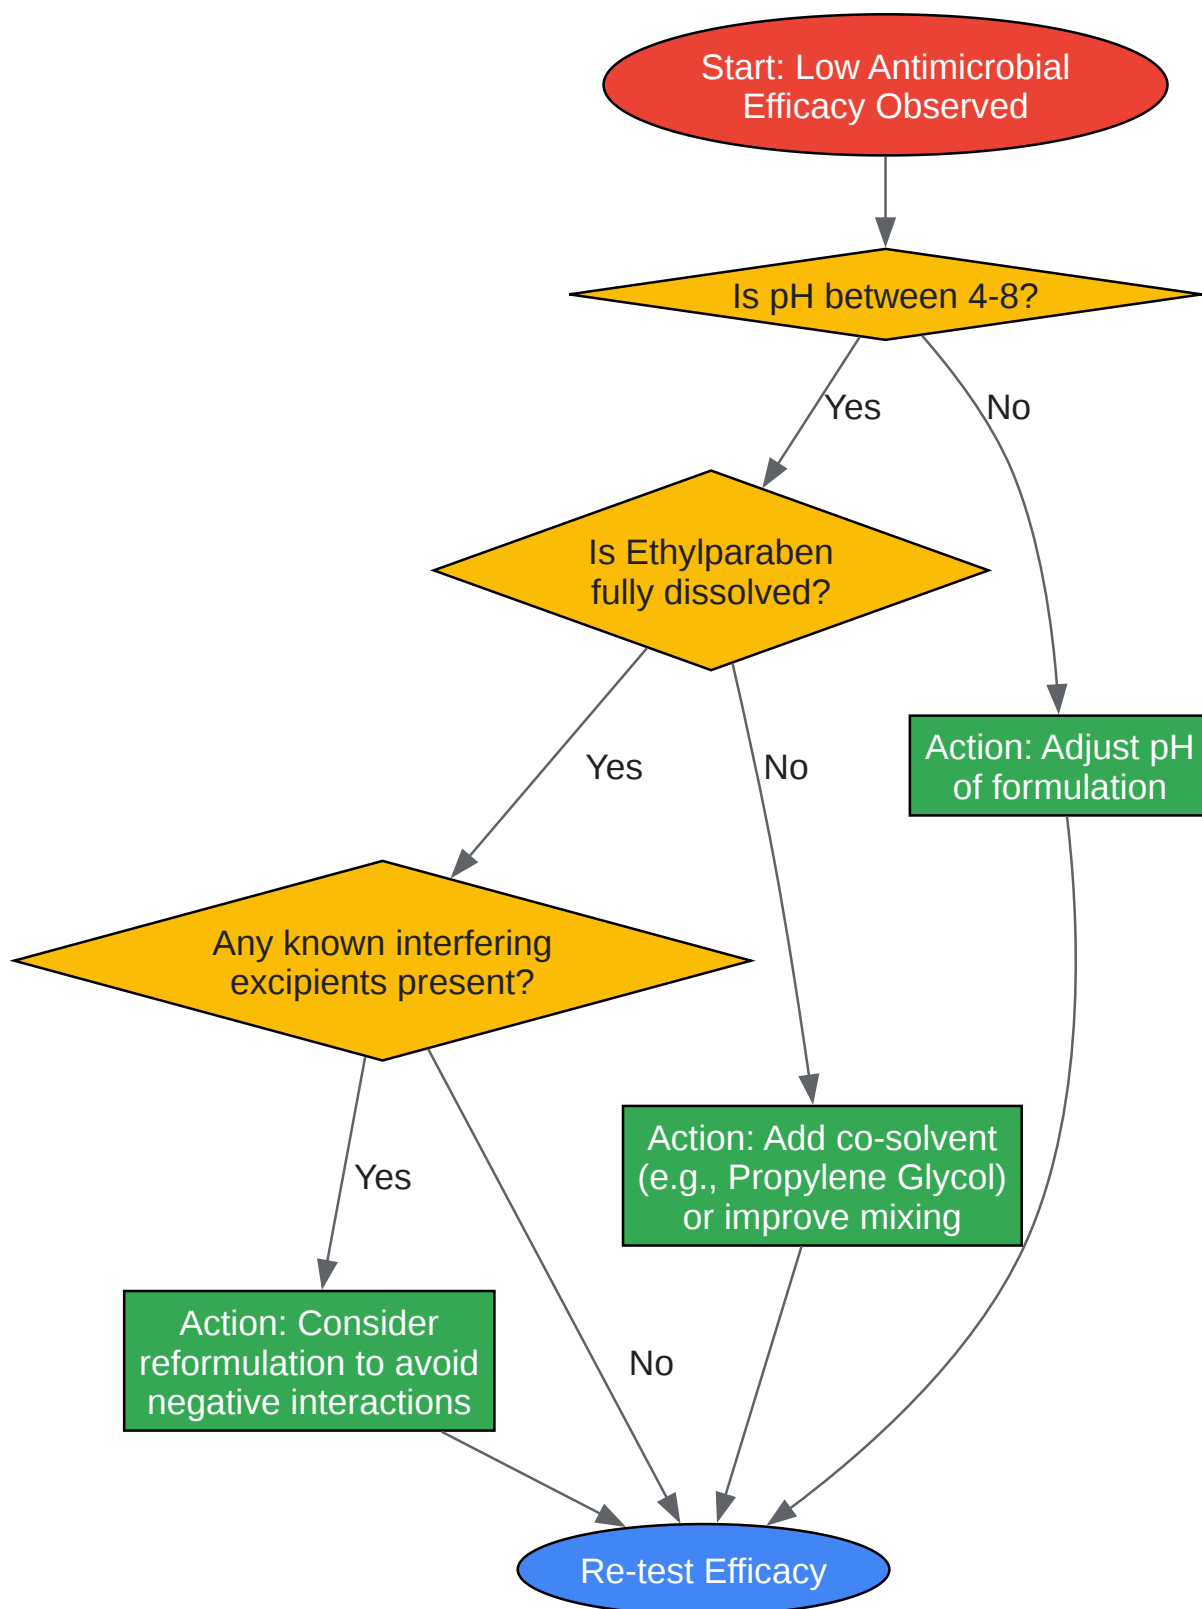 Start: Low Antimicrobial
Efficacy Observed
Is pH between 4-8?
Yes
No
Is Ethylparaben
fully dissolved?
Yes
No
Action: Adjust pH
of formulation
Any known interfering
excipients present?
Action: Add co-solvent
(e.g., Propylene Glycol)
or improve mixing
Yes
No
Action: Consider
reformulation to avoid
negative interactions
Re-test Efficacy